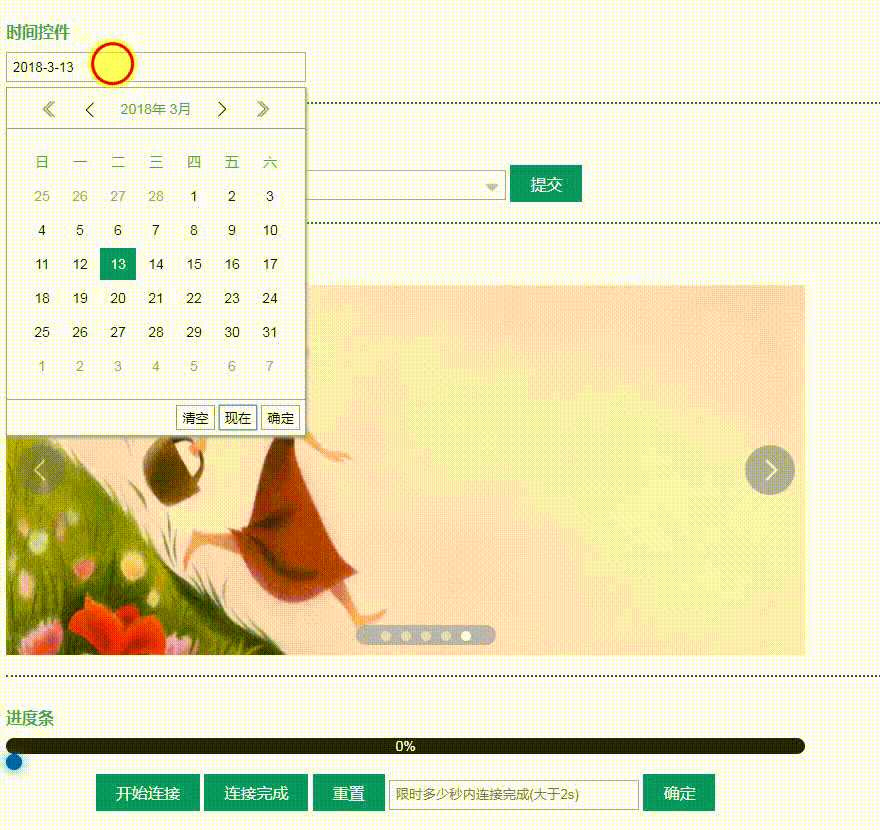 时间控件
2018-3-13
2018年 3月
日 一 二 三 四 五 六
25 26 27 28 1 2 3
4 5 6 7 8 9 10
11 12 13 14 15 16 17
18 19 20 21 22 23 24
25 26 27 28 29 30 31
1 2 3 4 5 6 7
清空 现在 确定
提交
进度条
0%
开始连接 连接完成 重置 限时多少秒内连接完成(大于2s) 确定